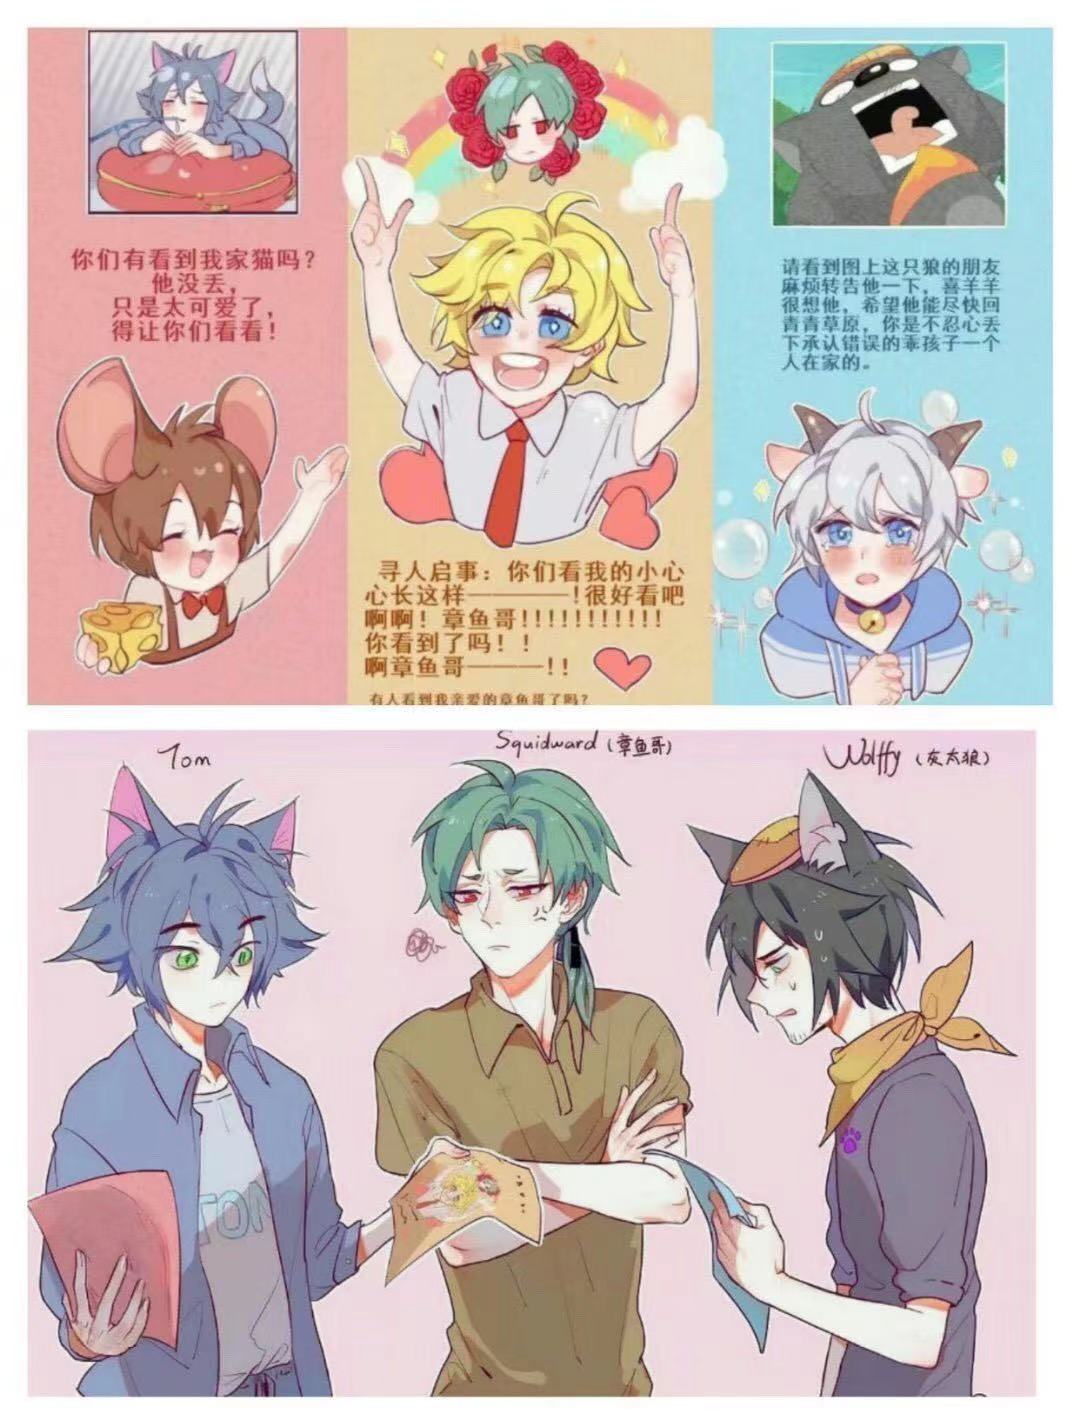 你们有看到我家猫吗?
他没丢，
只是太可爱了，
得让你们看看！
寻人启事：你们看我的小心
心长这样————!很好看吧
啊啊！章鱼哥!!!!!!!!!!!
你看到了吗！！
啊章鱼哥———-!!
有人看到我亲爱的章鱼哥了吗？
请看到图上这只狼的朋友
麻烦转告他一下，喜羊羊
很想他，希望他能尽快回
青青草原，你是不忍心丢
下承认错误的乖孩子一个
人在家的。
Tom
Squidward（章鱼哥）
Wolffy（灰太狼）
TOM